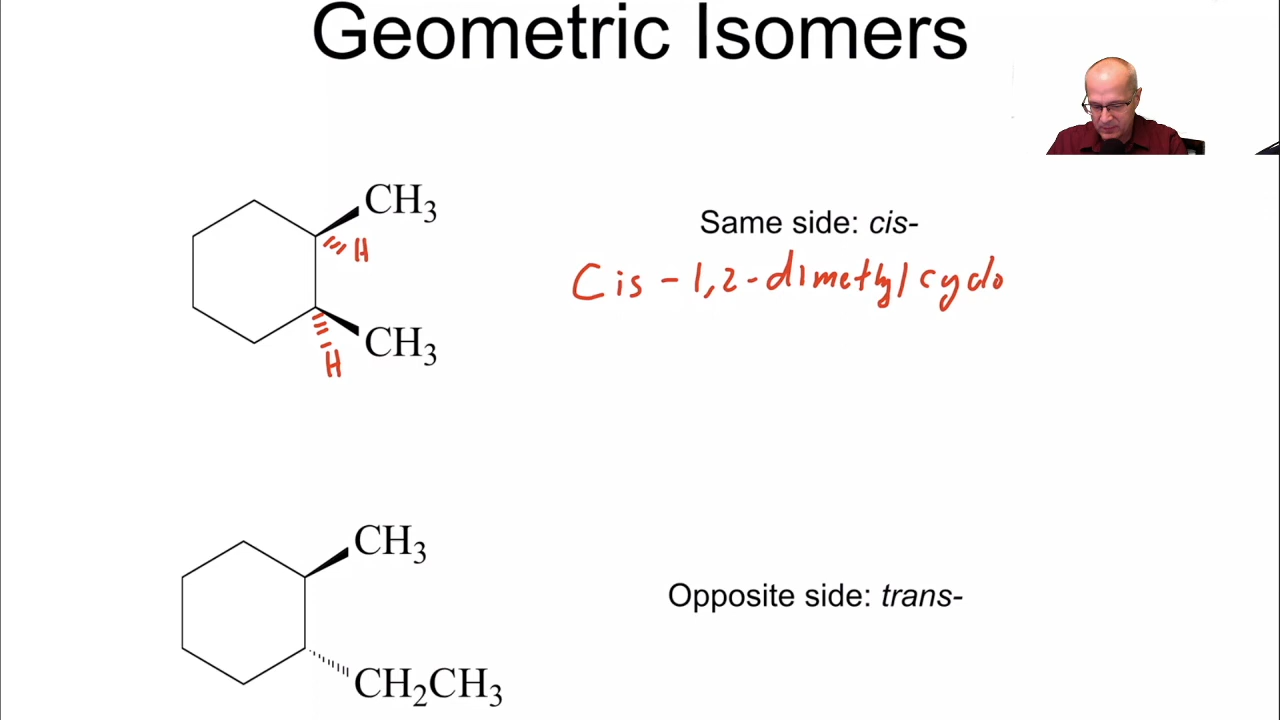 Geometric Isomers
CH₃
H
CH₃
H
Same side: cis-
Cis-1,2-dimethylcyclo
CH₃
CH₂CH₃
Opposite side: trans-